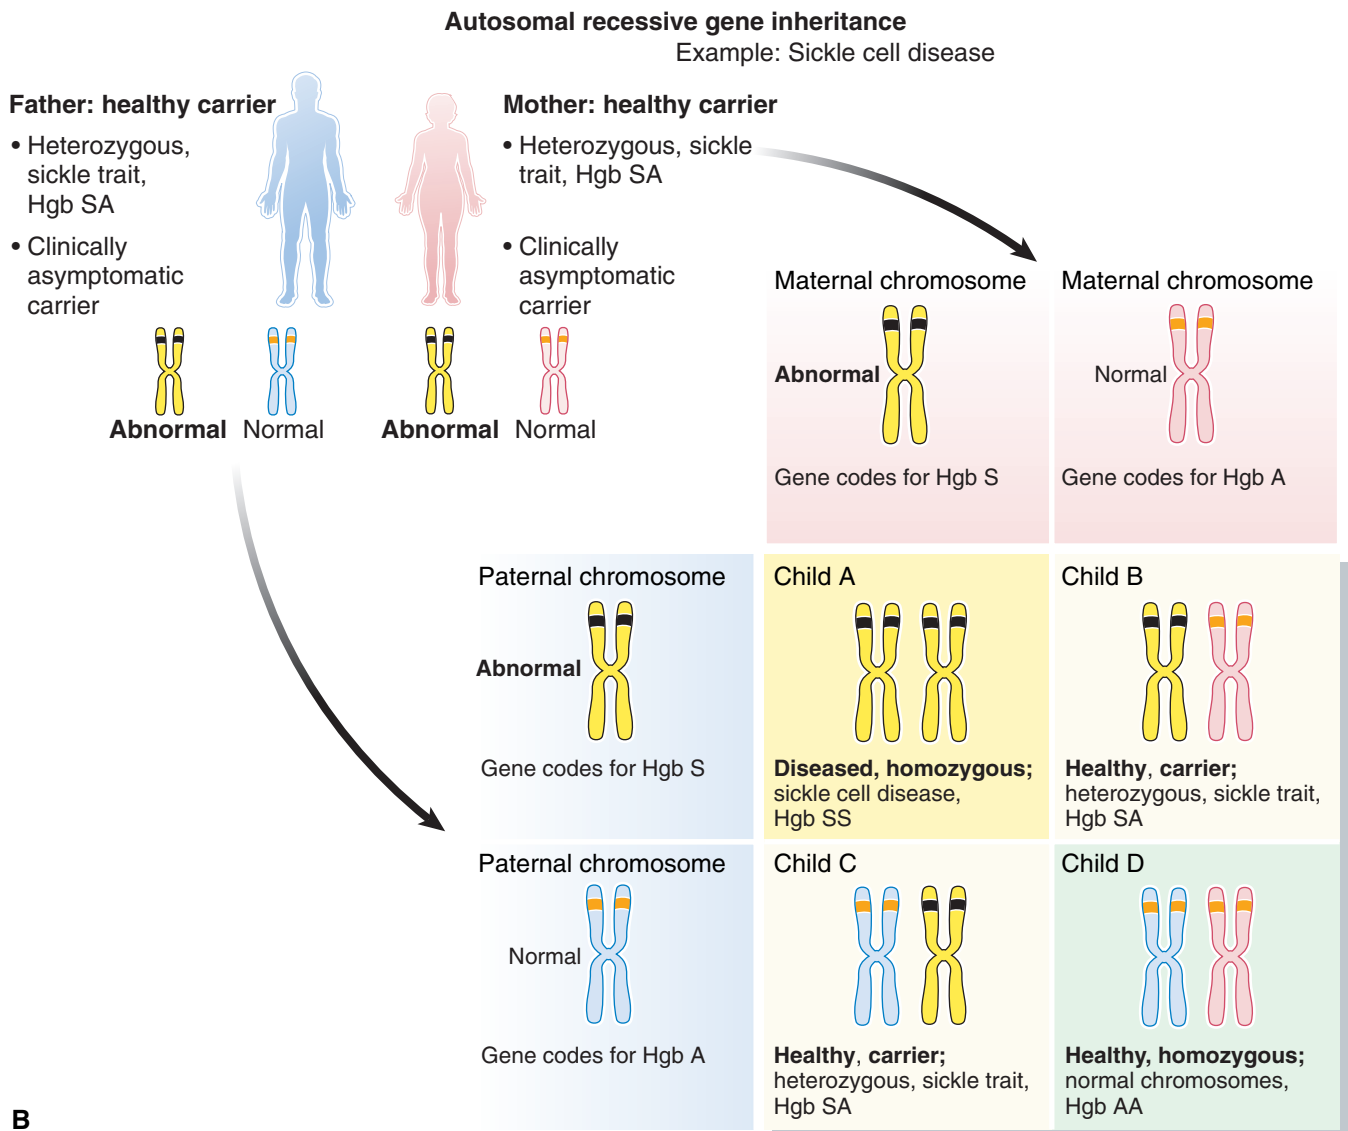 Autosomal recessive gene inheritance
Example: Sickle cell disease
Father: healthy carrier
• Heterozygous,
sickle trait,
Hgb SA
• Clinically
asymptomatic
carrier
Abnormal
Normal
Mother: healthy carrier
• Heterozygous, sickle
trait, Hgb SA
• Clinically
asymptomatic
carrier
Abnormal
Normal
Maternal chromosome
Abnormal
Gene codes for Hgb S
Maternal chromosome
Normal
Gene codes for Hgb A
Paternal chromosome
Abnormal
Gene codes for Hgb S
Child A
Diseased, homozygous;
sickle cell disease,
Hgb SS
Child B
Healthy, carrier;
heterozygous, sickle trait,
Hgb SA
Paternal chromosome
Normal
Gene codes for Hgb A
Child C
Healthy, carrier;
heterozygous, sickle trait,
Hgb SA
Child D
Healthy, homozygous;
normal chromosomes,
Hgb AA
B